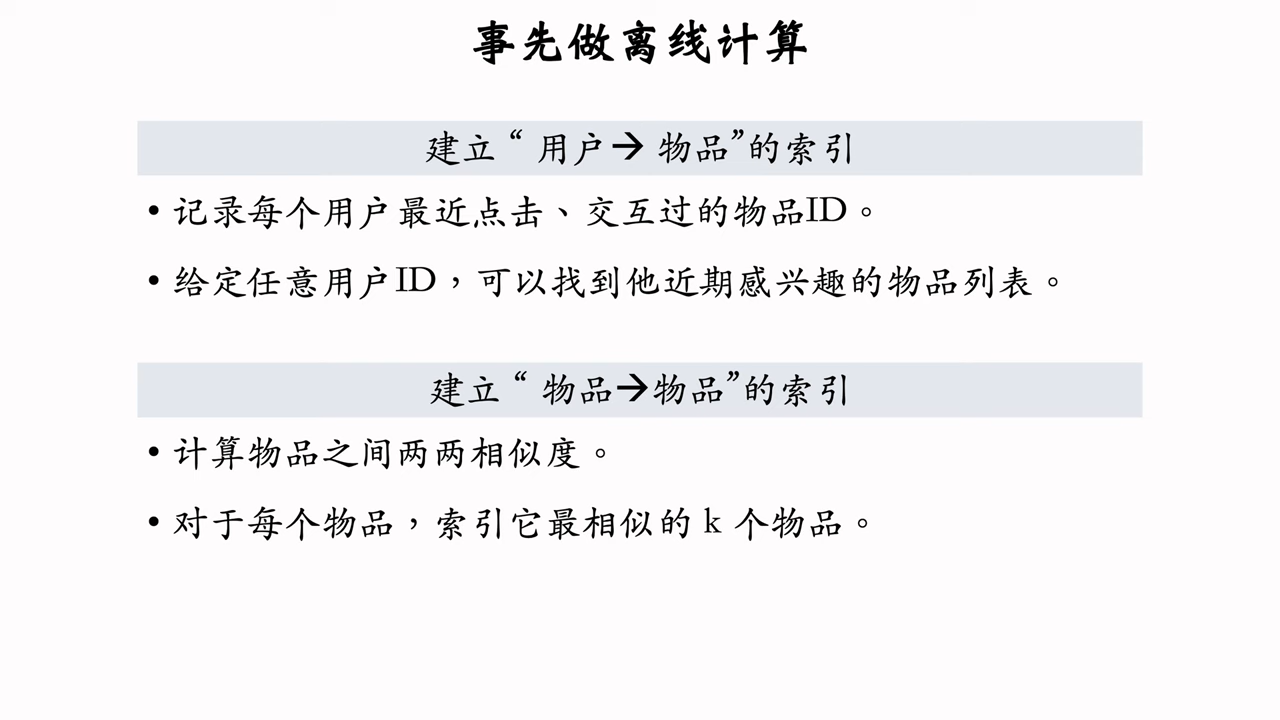 事先做离线计算
建立“ 用户→ 物品”的索引
• 记录每个用户最近点击、交互过的物品ID。
• 给定任意用户ID，可以找到他近期感兴趣的物品列表。
建立“ 物品→物品”的索引
• 计算物品之间两两相似度。
• 对于每个物品，索引它最相似的 k 个物品。